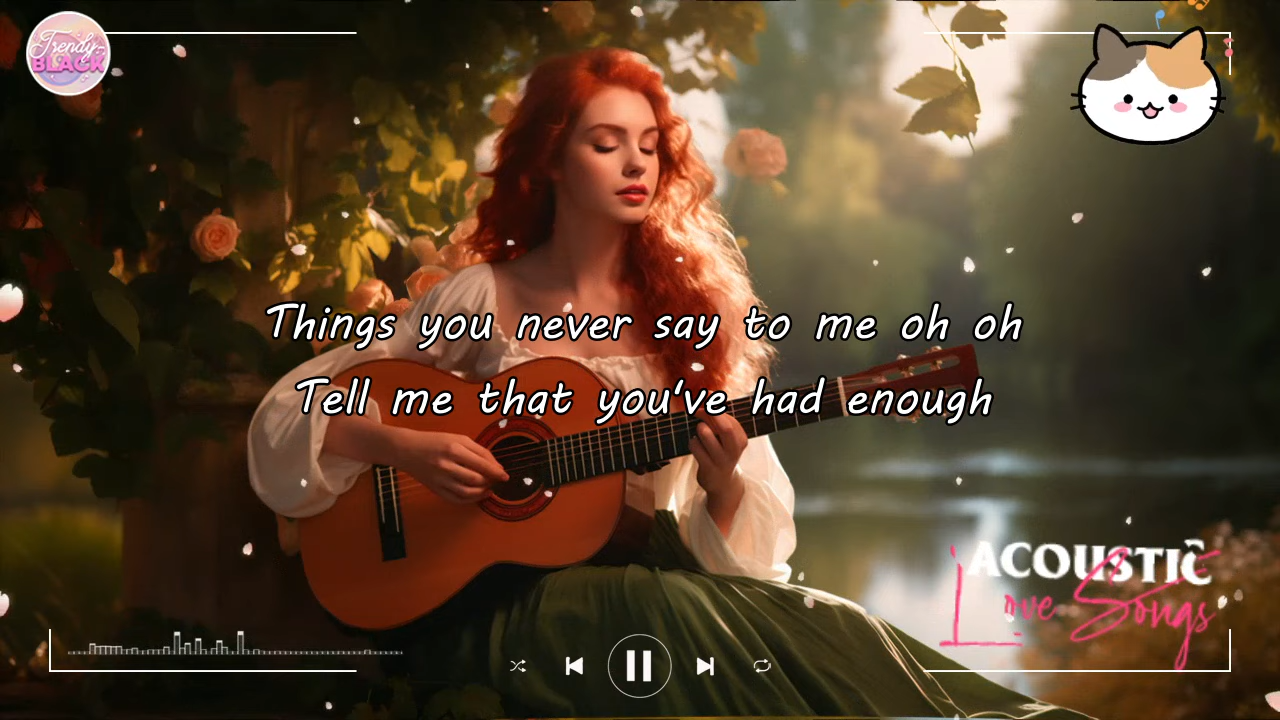 Trendy
BLACK
Things you never say to me oh oh
Tell me that you've had enough
ACOUSTIC
Love Songs